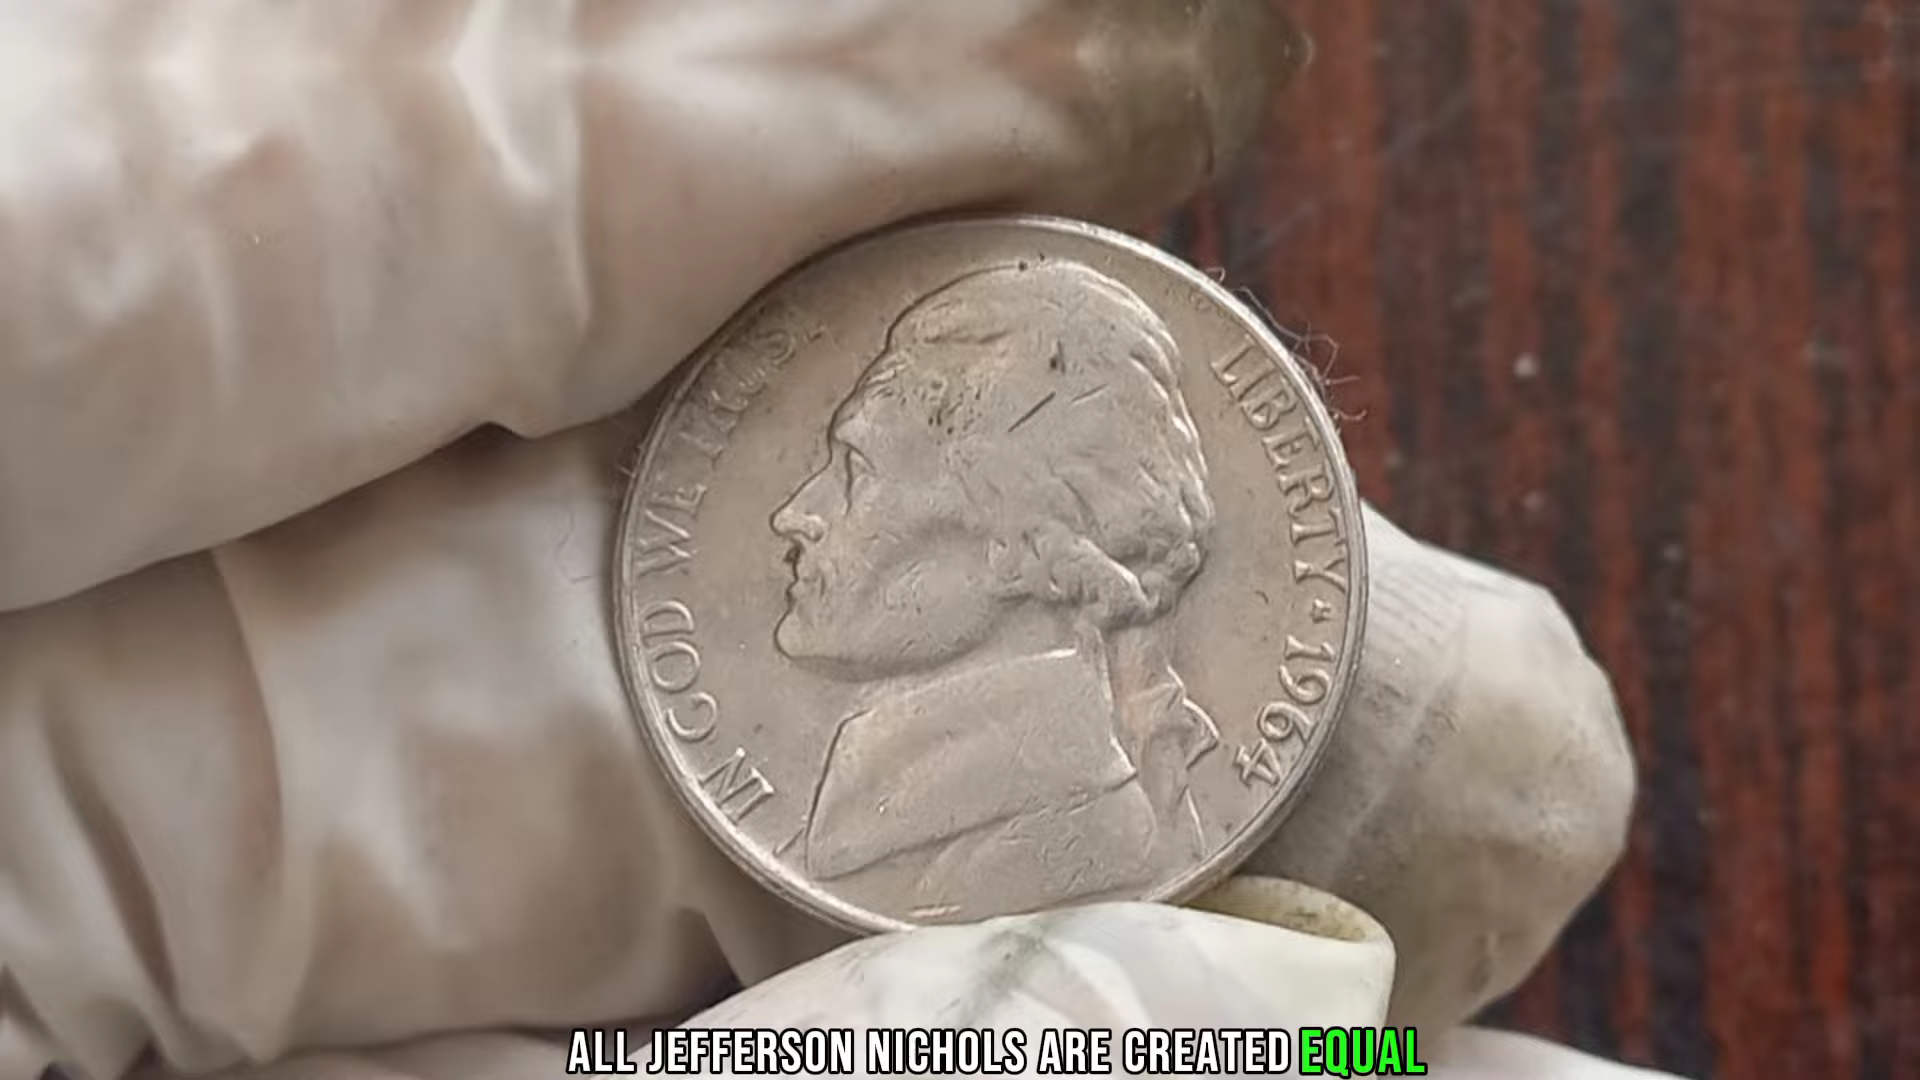 IN GOD WE TRUST
LIBERTY★1964
ALL JEFFERSON NICHOLS ARE CREATED EQUAL